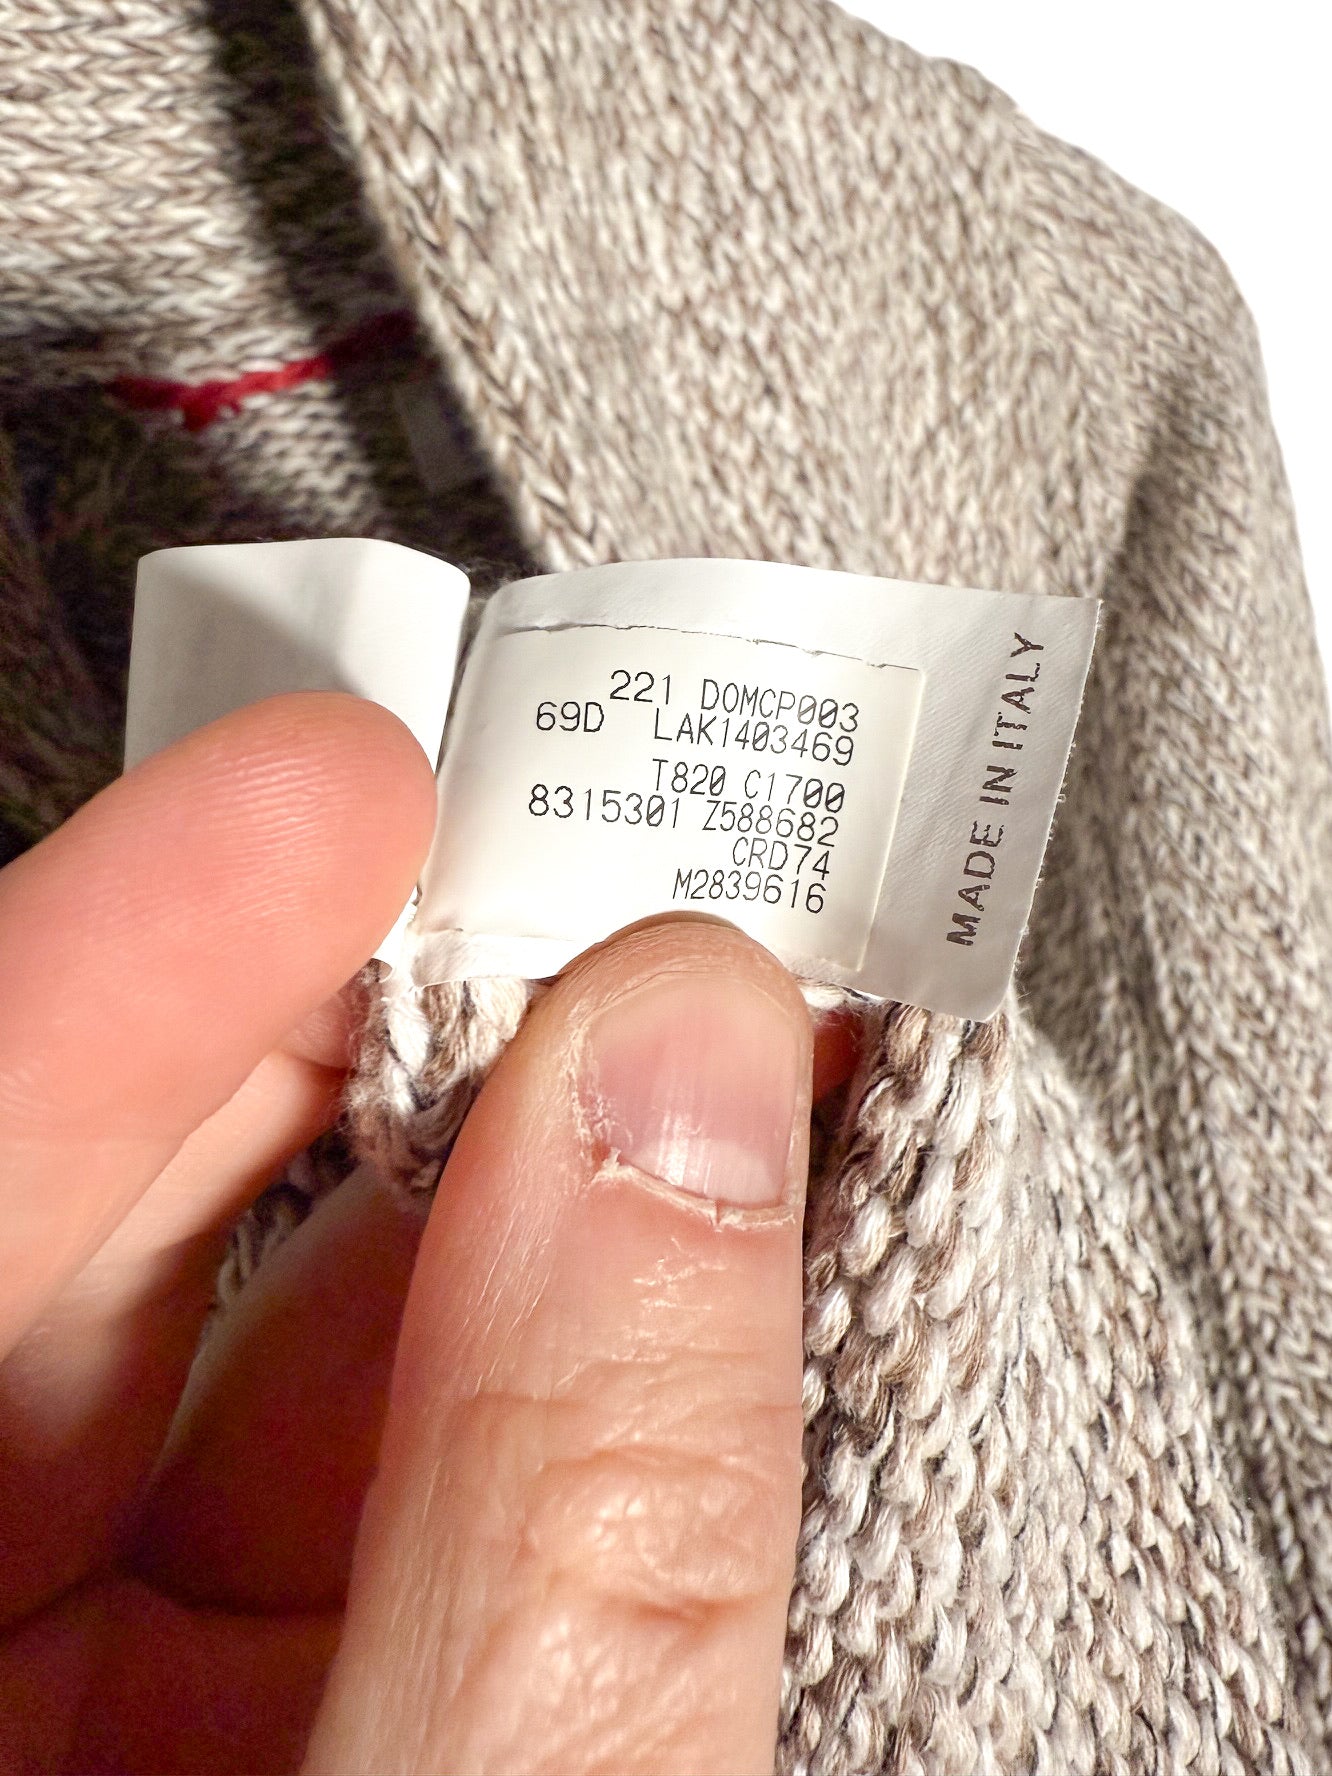 221 DOMCP003
69D LAK1403469
T820 C1700
8315301 Z588682
CRD74
M2839616
MADE IN ITALY